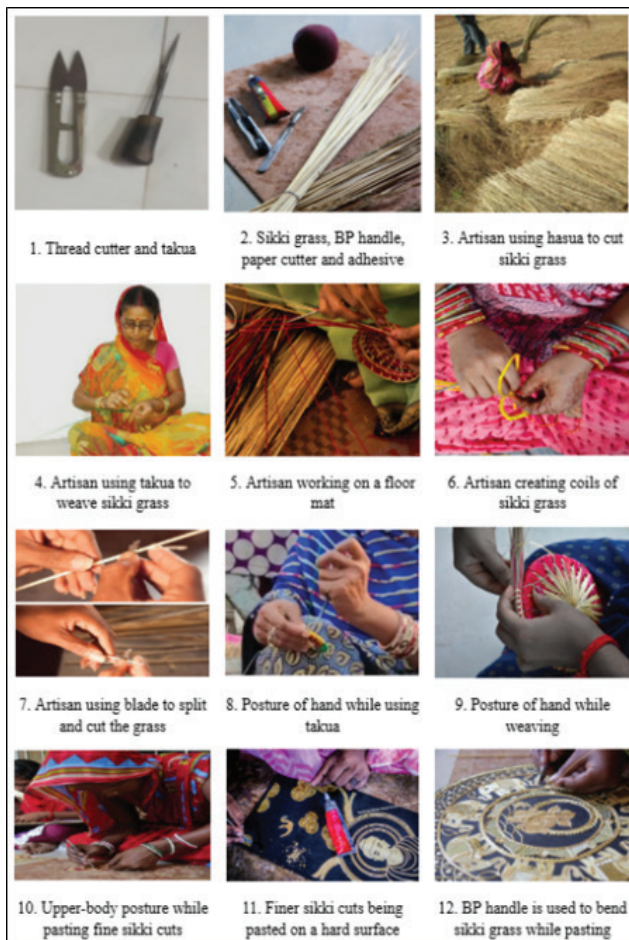 1. Thread cutter and takua
2. Sikki grass, BP handle,
paper cutter and adhesive
3. Artisan using hasua to cut
sikki grass
4. Artisan using takua to
weave sikki grass
5. Artisan working on a floor
mat
6. Artisan creating coils of
sikki grass
7. Artisan using blade to split
and cut the grass
8. Posture of hand while using
takua
9. Posture of hand while
weaving
10. Upper-body posture while
pasting fine sikki cuts
11. Finer sikki cuts being
pasted on a hard surface
12. BP handle is used to bend
sikki grass while pasting